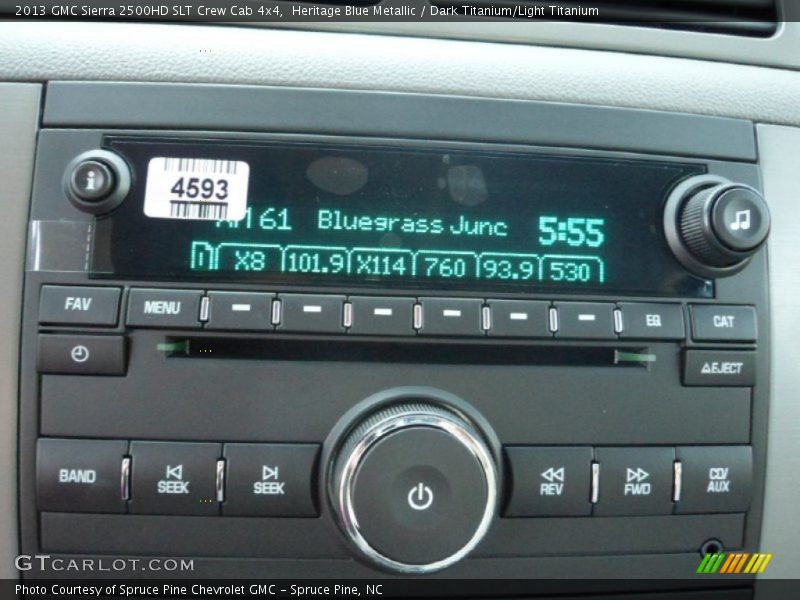 2013 GMC Sierra 2500HD SLT Crew Cab 4x4, Heritage Blue Metallic / Dark Titanium/Light Titanium
i
4593
61 Bluegrass Junc 5:55
X8 101.9 X114 760 93.9 530
FAV MENU EQ CAT
EJECT
BAND SEEK SEEK REV FWD CD/AUX
GTCARLOT.COM
Photo Courtesy of Spruce Pine Chevrolet GMC - Spruce Pine, NC